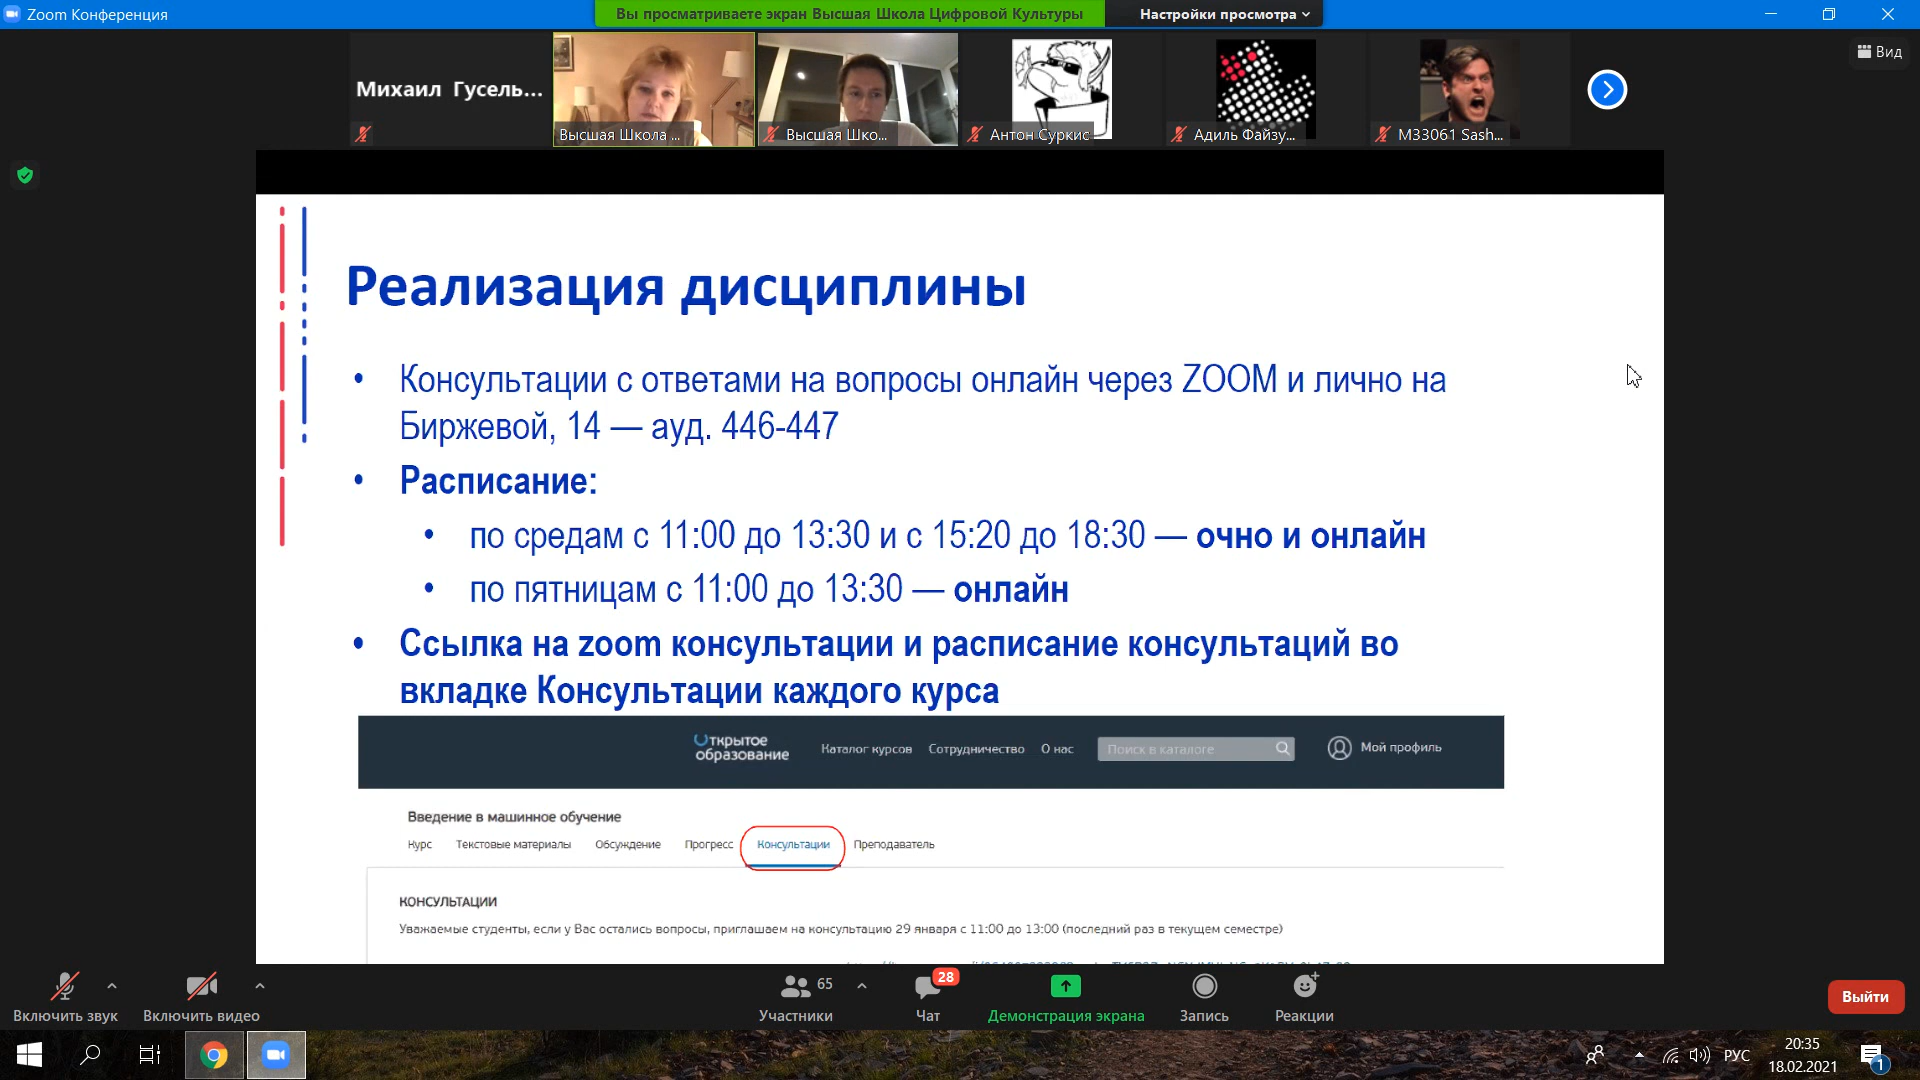 Zoom Конференция
Вы просматриваете экран Высшая Школа Цифровой Культуры
Настройки просмотра
Вид
Михаил Гусель...
Высшая Школа ...
Высшая Шко...
Антон Суркис
Адиль Файзу...
M33061 Sash...
Реализация дисциплины
• Консультации с ответами на вопросы онлайн через ZOOM и лично на
Биржевой, 14 — ауд. 446-447
• Расписание:
• по средам с 11:00 до 13:30 и с 15:20 до 18:30 — очно и онлайн
• по пятницам с 11:00 до 13:30 — онлайн
• Ссылка на zoom консультации и расписание консультаций во
вкладке Консультации каждого курса
Открытое
образование
Каталог курсов Сотрудничество О нас
Поиск в каталоге
Мой профиль
Введение в машинное обучение
Курс Текстовые материалы Обсуждение Прогресс Консультации Преподаватель
КОНСУЛЬТАЦИИ
Уважаемые студенты, если у Вас остались вопросы, приглашаем на консультацию 29 января с 11:00 до 13:00 (последний раз в текущем семестре)
65
28
Включить звук
Включить видео
Участники
Чат
Демонстрация экрана
Запись
Реакции
Выйти
РУС
20:35
18.02.2021
1